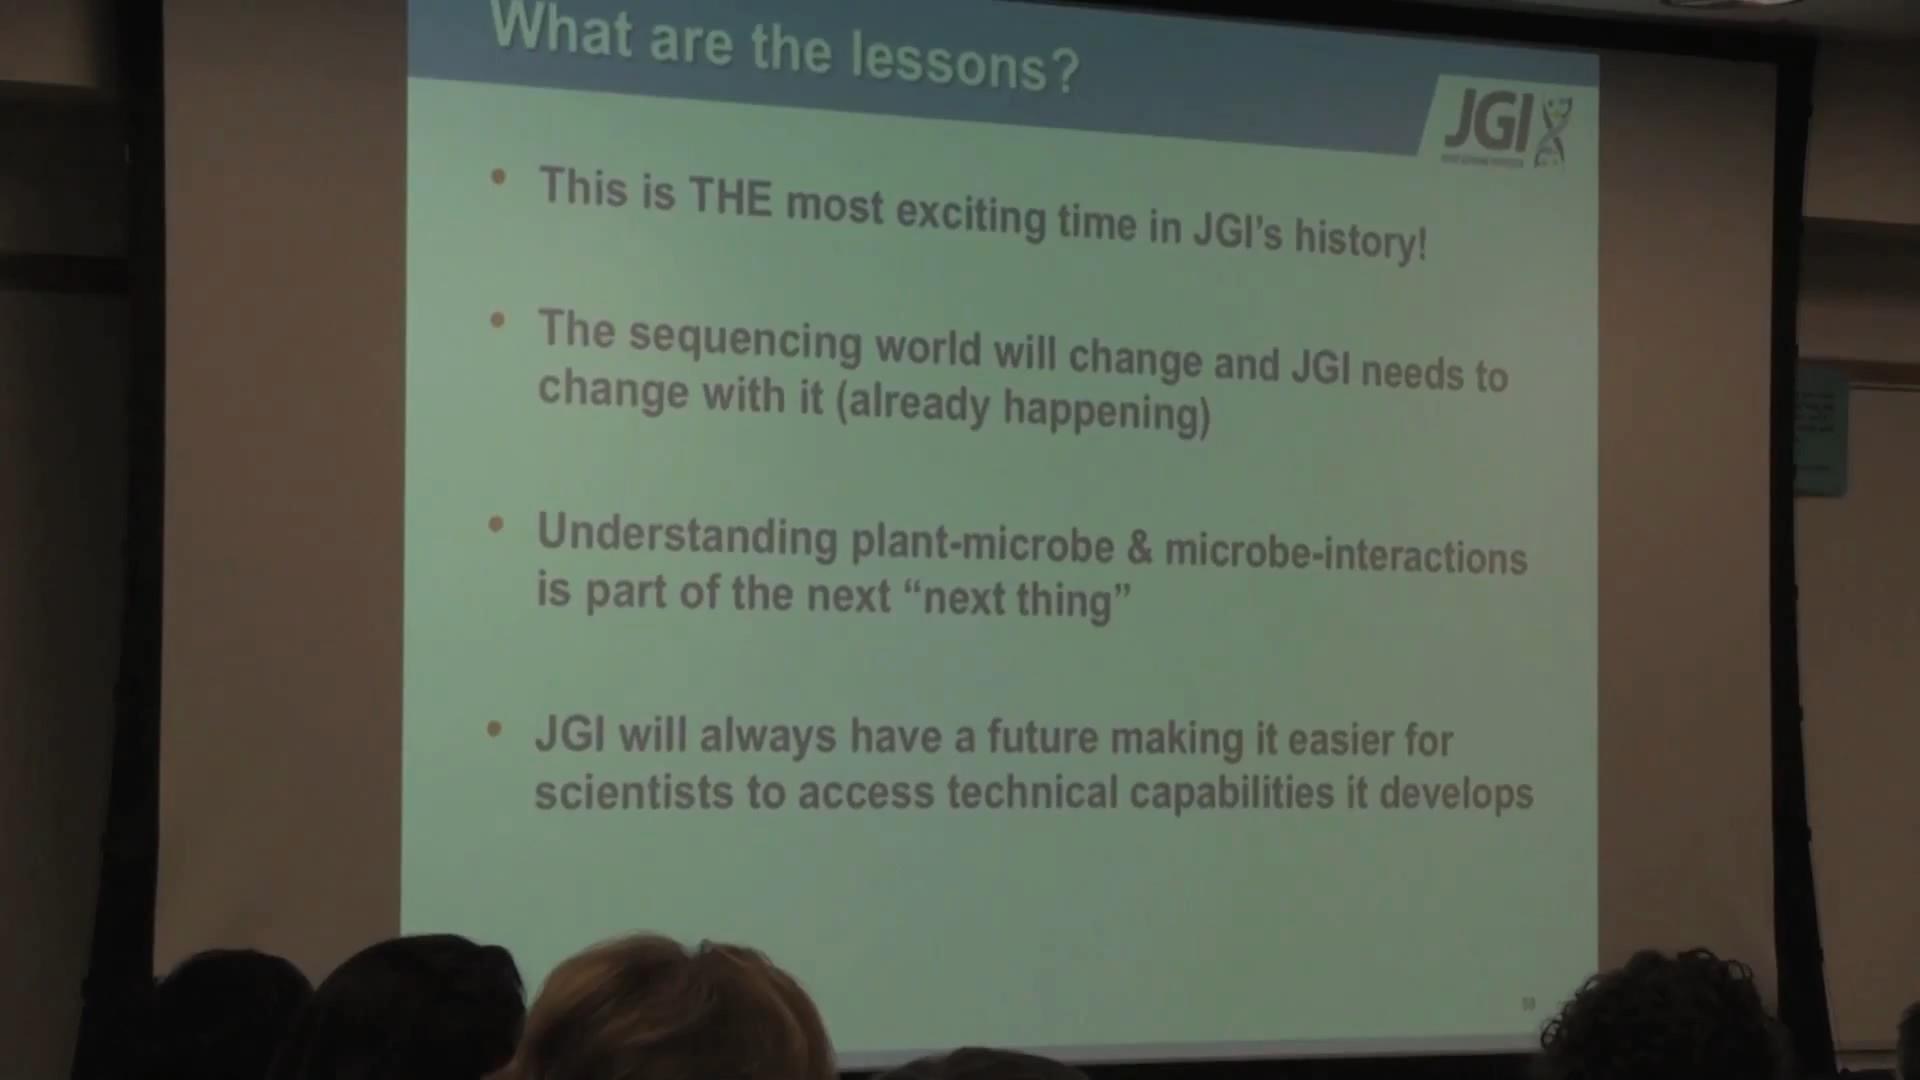 What are the lessons?
JGI
• This is THE most exciting time in JGI's history!
• The sequencing world will change and JGI needs to
change with it (already happening)
• Understanding plant-microbe & microbe-interactions
is part of the next “next thing”
• JGI will always have a future making it easier for
scientists to access technical capabilities it develops